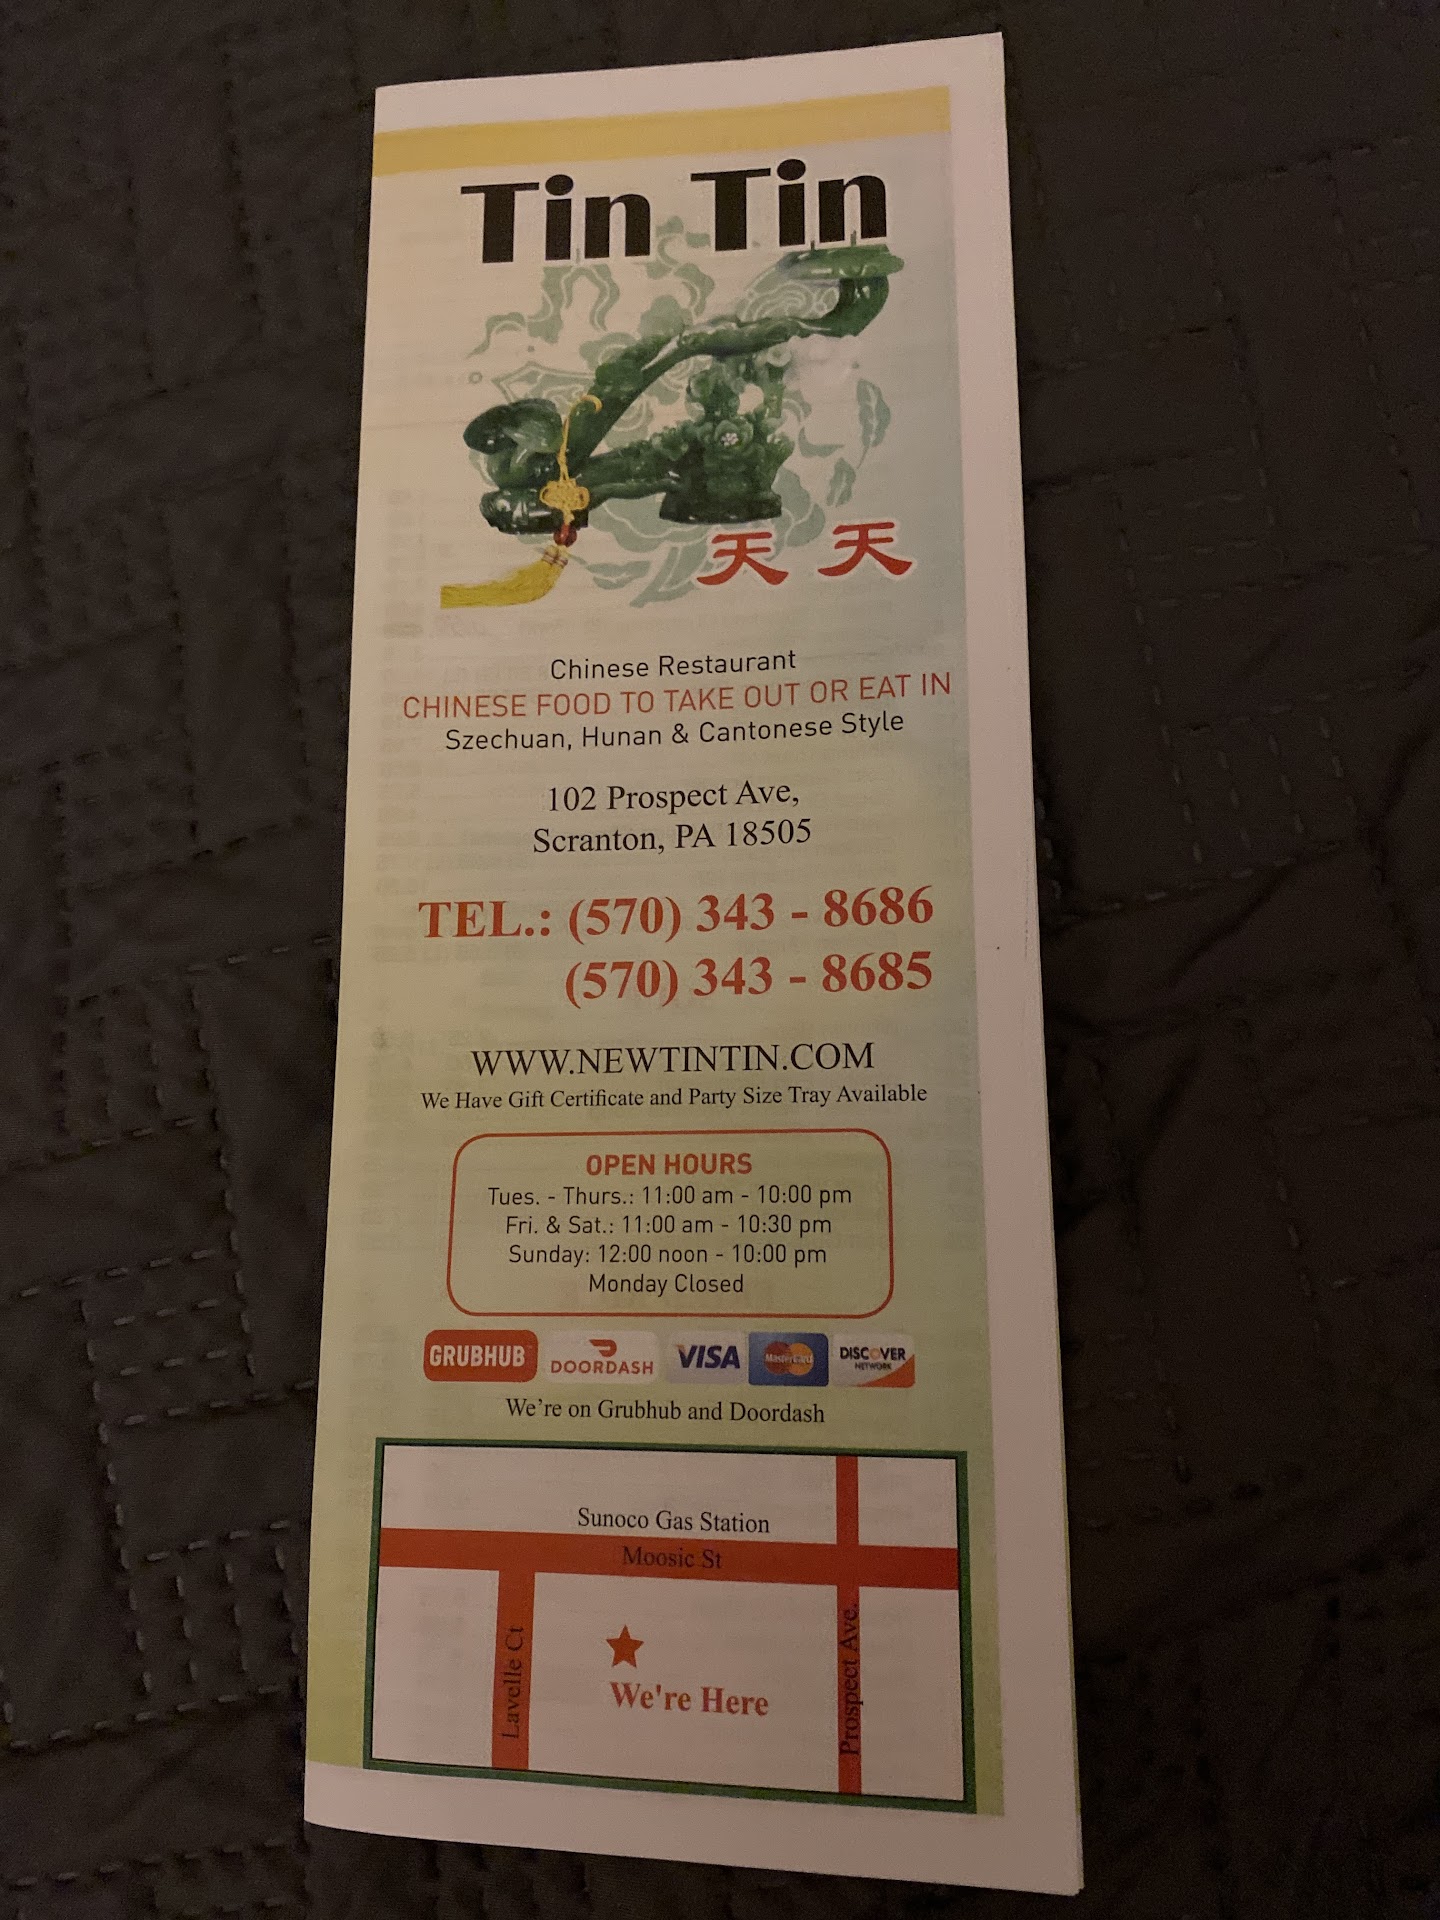 Tin Tin
天天
Chinese Restaurant
CHINESE FOOD TO TAKE OUT OR EAT IN
Szechuan, Hunan & Cantonese Style
102 Prospect Ave,
Scranton, PA 18505
TEL.: (570) 343 - 8686
(570) 343 - 8685
WWW.NEWTINTIN.COM
We Have Gift Certificate and Party Size Tray Available
OPEN HOURS
Tues. - Thurs.: 11:00 am - 10:00 pm
Fri. & Sat.: 11:00 am - 10:30 pm
Sunday: 12:00 noon - 10:00 pm
Monday Closed
GRUBHUB
DOORDASH
VISA
MasterCard
DISCOVER
NETWORK
We're on Grubhub and Doordash
Sunoco Gas Station
Moosic St
Lavelle Ct
We're Here
Prospect Ave.